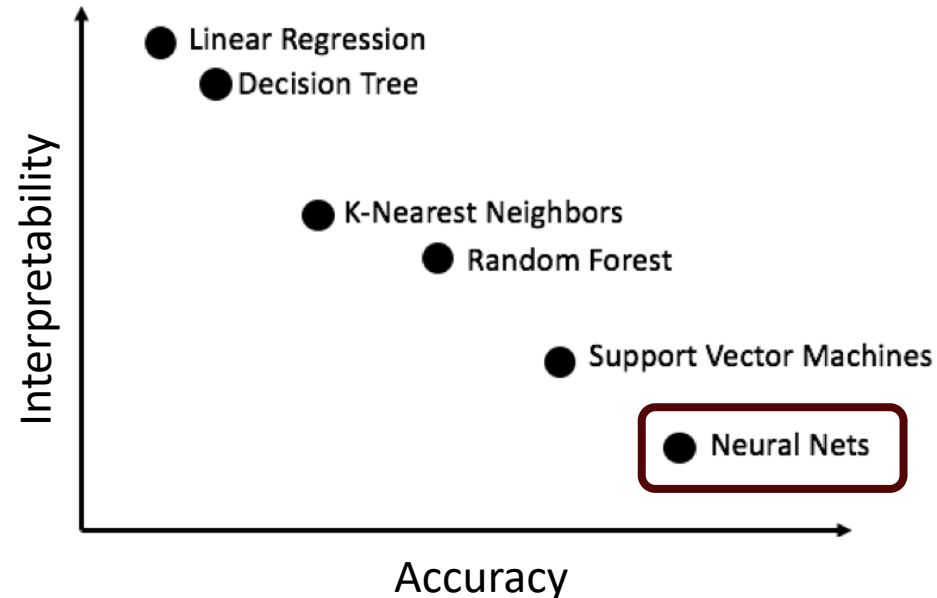 Linear Regression
Decision Tree
K-Nearest Neighbors
Random Forest
Support Vector Machines
Neural Nets
Interpretability
Accuracy